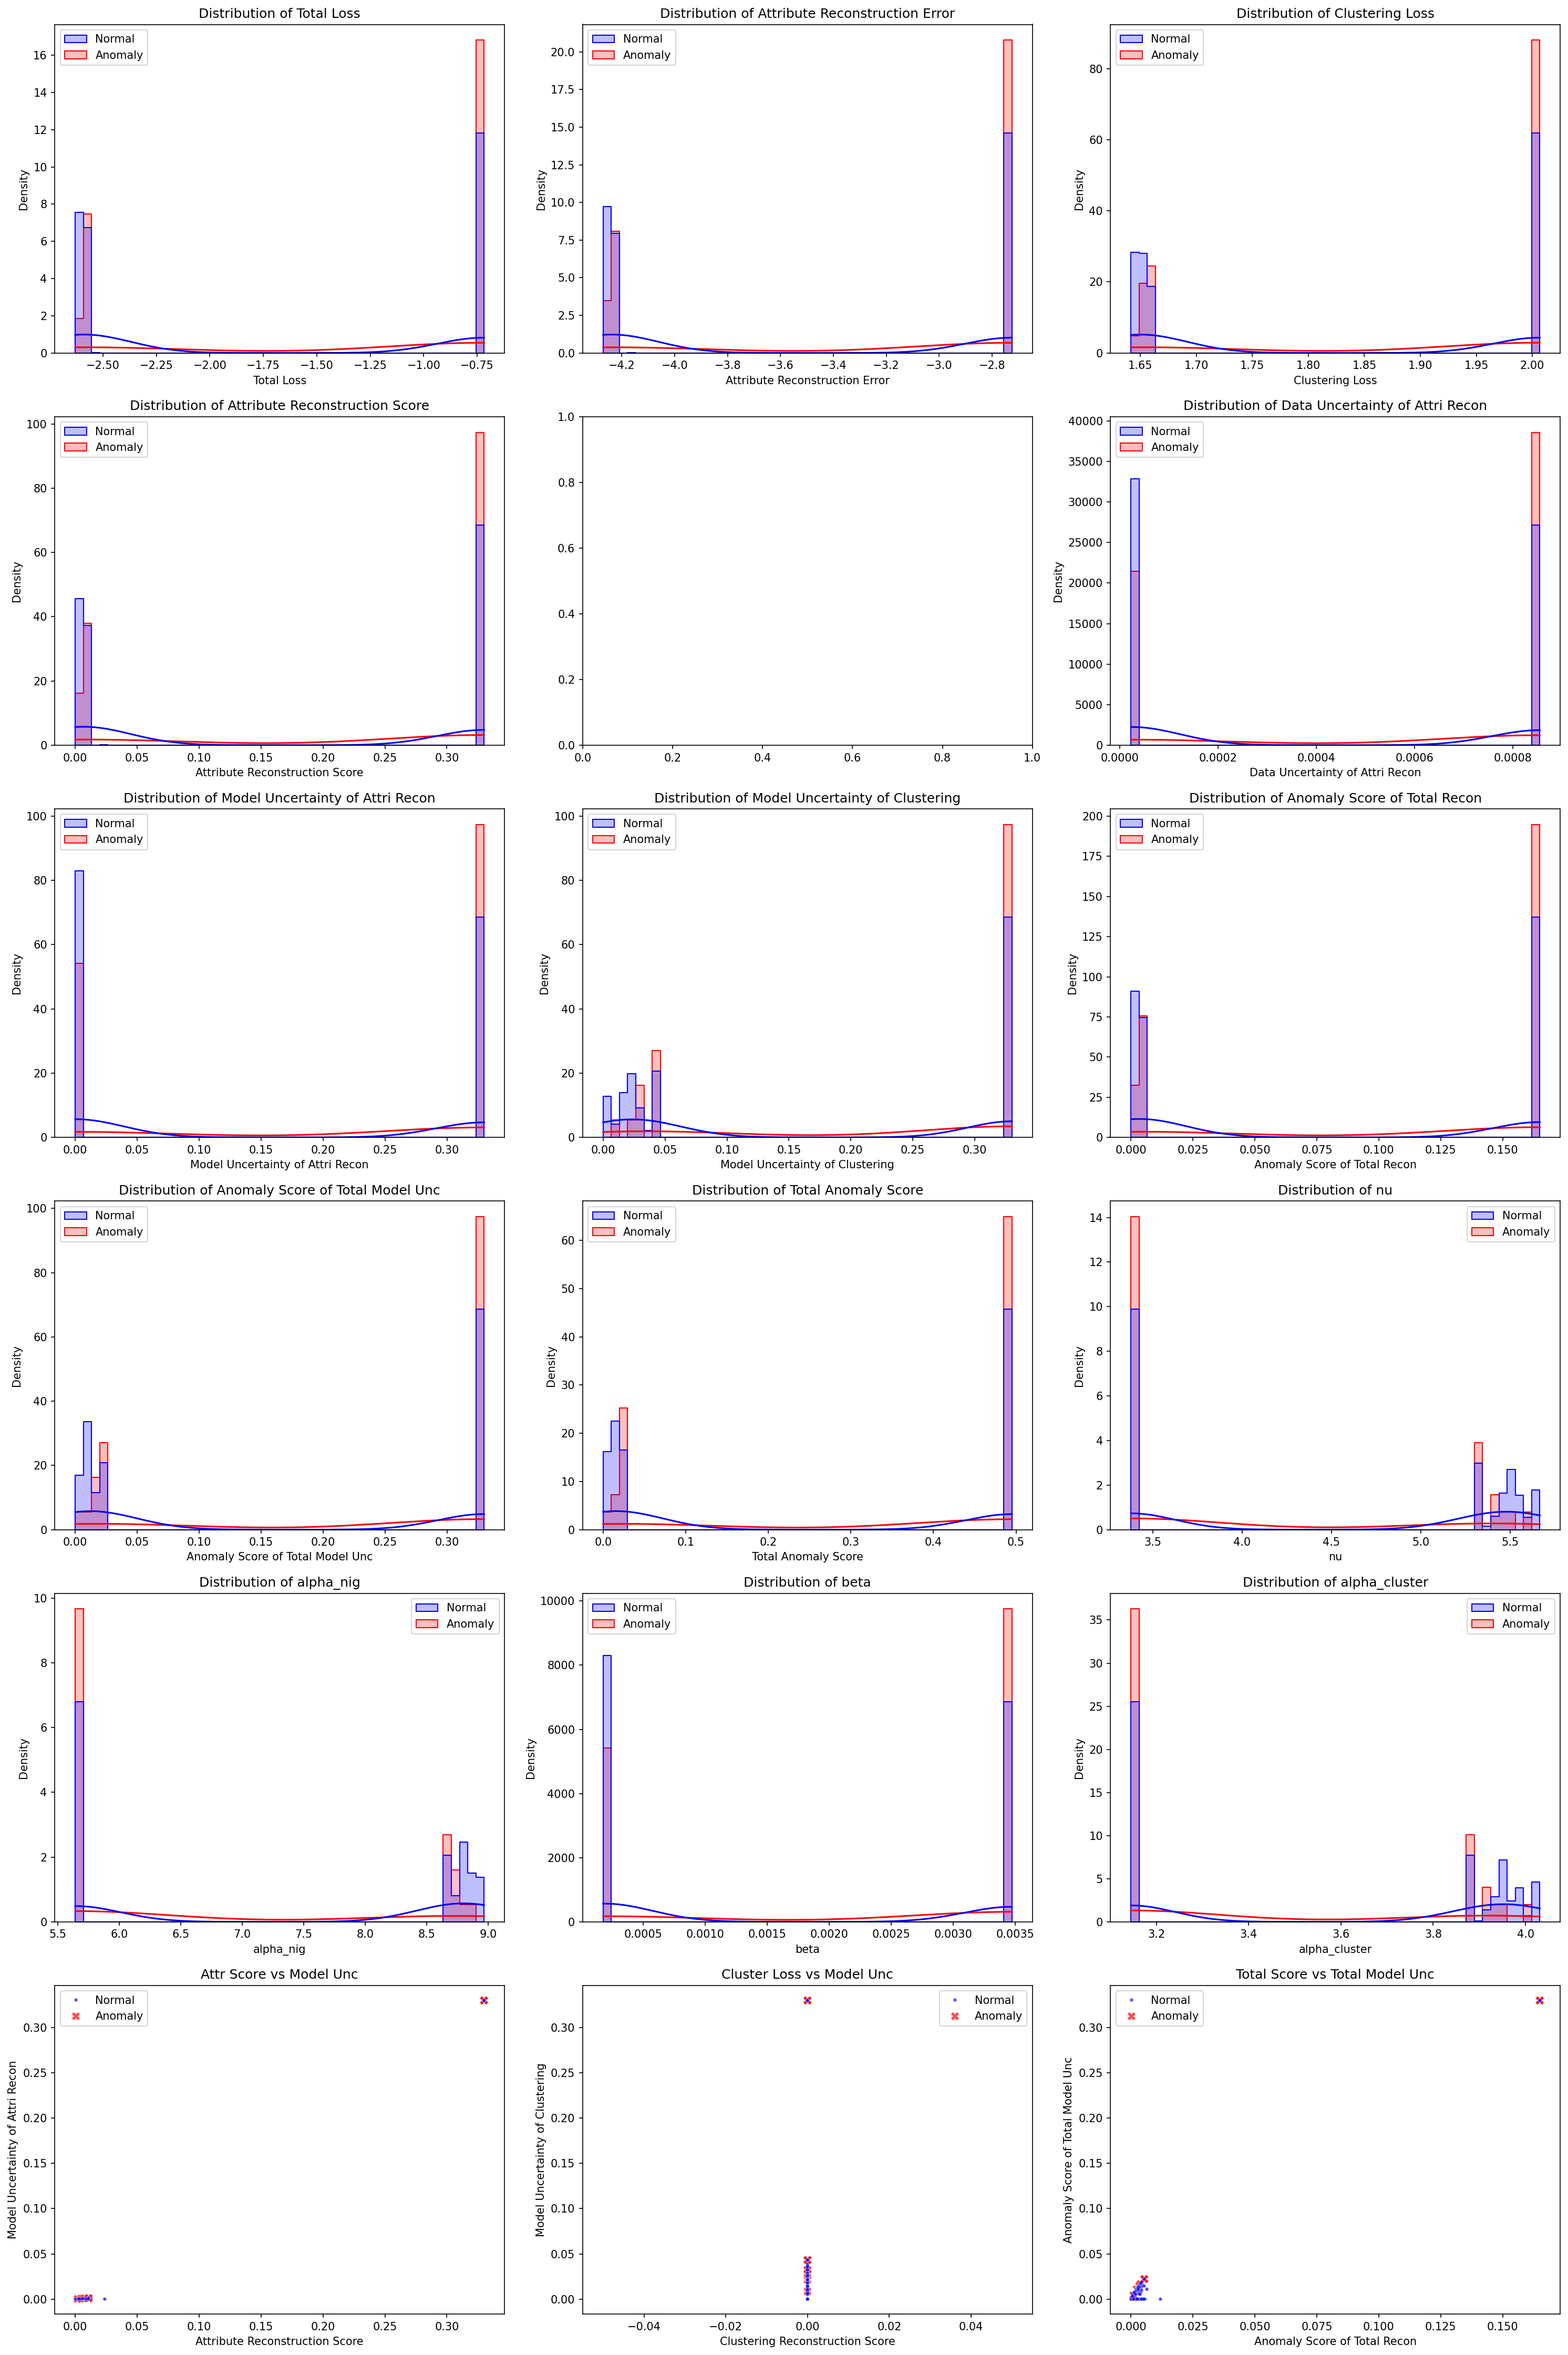 Distribution of Total Loss
Normal
Anomaly
Density
0
2
4
6
8
10
12
14
16
−2.50 −2.25 −2.00 −1.75 −1.50 −1.25 −1.00 −0.75
Total Loss
Distribution of Attribute Reconstruction Error
Normal
Anomaly
Density
0.0
2.5
5.0
7.5
10.0
12.5
15.0
17.5
20.0
−4.2 −4.0 −3.8 −3.6 −3.4 −3.2 −3.0 −2.8
Attribute Reconstruction Error
Distribution of Clustering Loss
Normal
Anomaly
Density
0
20
40
60
80
1.65 1.70 1.75 1.80 1.85 1.90 1.95 2.00
Clustering Loss
Distribution of Attribute Reconstruction Score
Normal
Anomaly
Density
0
20
40
60
80
100
0.00 0.05 0.10 0.15 0.20 0.25 0.30
Attribute Reconstruction Score
0.0
0.2
0.4
0.6
0.8
1.0
0.0 0.2 0.4 0.6 0.8 1.0
Distribution of Data Uncertainty of Attri Recon
Normal
Anomaly
Density
0
5000
10000
15000
20000
25000
30000
35000
40000
0.0000 0.0002 0.0004 0.0006 0.0008
Data Uncertainty of Attri Recon
Distribution of Model Uncertainty of Attri Recon
Normal
Anomaly
Density
0
20
40
60
80
100
0.00 0.05 0.10 0.15 0.20 0.25 0.30
Model Uncertainty of Attri Recon
Distribution of Model Uncertainty of Clustering
Normal
Anomaly
Density
0
20
40
60
80
100
0.00 0.05 0.10 0.15 0.20 0.25 0.30
Model Uncertainty of Clustering
Distribution of Anomaly Score of Total Recon
Normal
Anomaly
Density
0
25
50
75
100
125
150
175
200
0.000 0.025 0.050 0.075 0.100 0.125 0.150
Anomaly Score of Total Recon
Distribution of Anomaly Score of Total Model Unc
Normal
Anomaly
Density
0
20
40
60
80
100
0.00 0.05 0.10 0.15 0.20 0.25 0.30
Anomaly Score of Total Model Unc
Distribution of Total Anomaly Score
Normal
Anomaly
Density
0
10
20
30
40
50
60
0.0 0.1 0.2 0.3 0.4 0.5
Total Anomaly Score
Distribution of nu
Normal
Anomaly
Density
0
2
4
6
8
10
12
14
3.5 4.0 4.5 5.0 5.5
nu
Distribution of alpha_nig
Normal
Anomaly
Density
0
2
4
6
8
10
5.5 6.0 6.5 7.0 7.5 8.0 8.5 9.0
alpha_nig
Distribution of beta
Normal
Anomaly
Density
0
2000
4000
6000
8000
10000
0.0005 0.0010 0.0015 0.0020 0.0025 0.0030 0.0035
beta
Distribution of alpha_cluster
Normal
Anomaly
Density
0
5
10
15
20
25
30
35
3.2 3.4 3.6 3.8 4.0
alpha_cluster
Attr Score vs Model Unc
Normal
Anomaly
Model Uncertainty of Attri Recon
0.00
0.05
0.10
0.15
0.20
0.25
0.30
0.00 0.05 0.10 0.15 0.20 0.25 0.30
Attribute Reconstruction Score
Cluster Loss vs Model Unc
Normal
Anomaly
Model Uncertainty of Clustering
0.00
0.05
0.10
0.15
0.20
0.25
0.30
−0.04 −0.02 0.00 0.02 0.04
Clustering Reconstruction Score
Total Score vs Total Model Unc
Normal
Anomaly
Anomaly Score of Total Model Unc
0.00
0.05
0.10
0.15
0.20
0.25
0.30
0.000 0.025 0.050 0.075 0.100 0.125 0.150
Anomaly Score of Total Recon